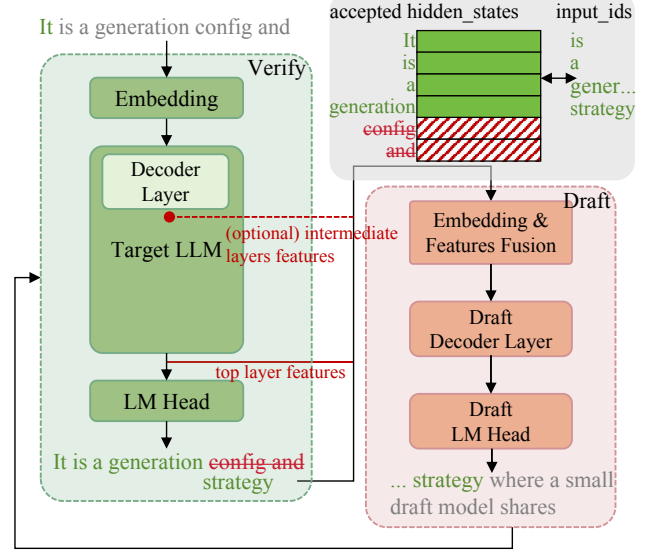 It is a generation config and
Verify
Embedding
Decoder
Layer
Target LLM
(optional) intermediate
layers features
top layer features
LM Head
It is a generation config and
strategy
accepted hidden_states
input_ids
It
is
is
a
a
gener...
generation
strategy
config
and
Draft
Embedding &
Features Fusion
Draft
Decoder Layer
Draft
LM Head
... strategy where a small
draft model shares